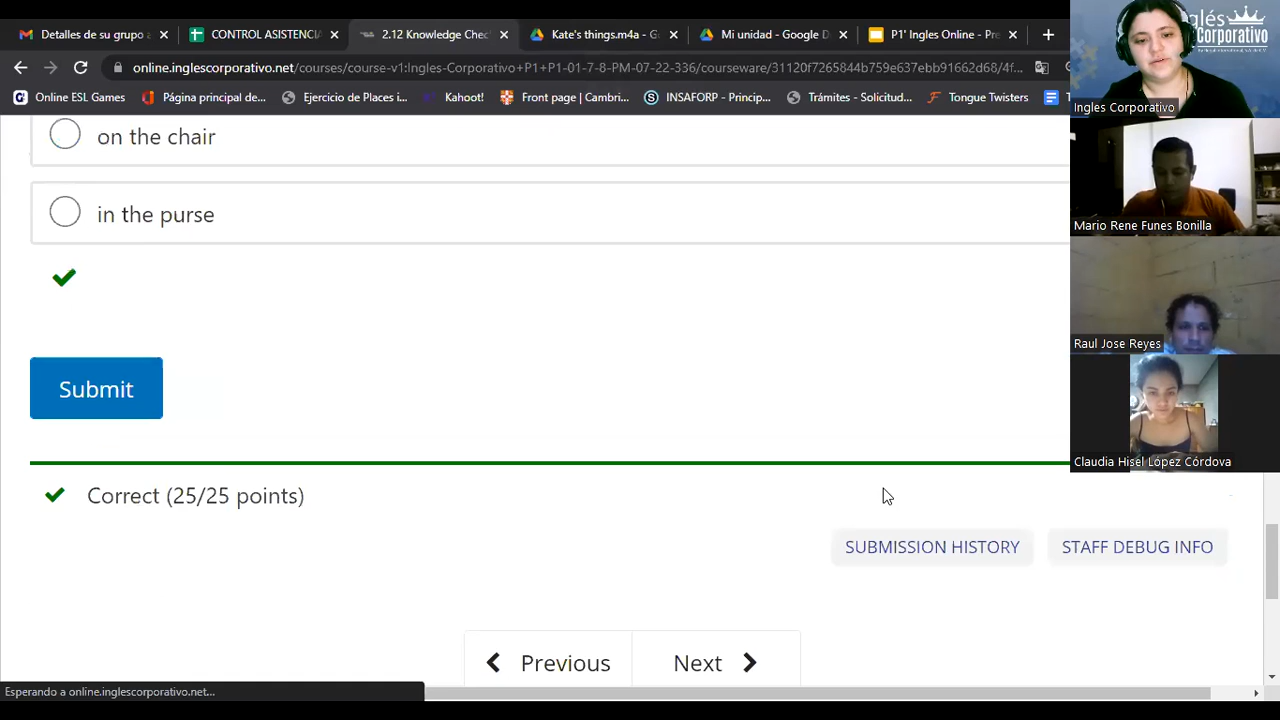 Detalles de su grupo a
CONTROL ASISTENCIA
2.12 Knowledge Chec
Kate's things.m4a - G
Mi unidad - Google D
P1' Ingles Online - Pre
glés
Corporativo
online.inglescorporativo.net/courses/course-v1:Ingles-Corporativo+P1+P1-01-7-8-PM-07-22-336/courseware/31120f7265844b759e637ebb91662d68/4f...
Online ESL Games
Página principal de...
Ejercicio de Places i...
Kahoot!
Front page | Cambri...
INSAFORP - Princip...
Trámites - Solicitud...
Tongue Twisters
Ingles Corporativo
on the chair
in the purse
Mario Rene Funes Bonilla
Raul Jose Reyes
Submit
Claudia Hisel López Córdova
Correct (25/25 points)
SUBMISSION HISTORY
STAFF DEBUG INFO
Previous
Next
Esperando a online.inglescorporativo.net...